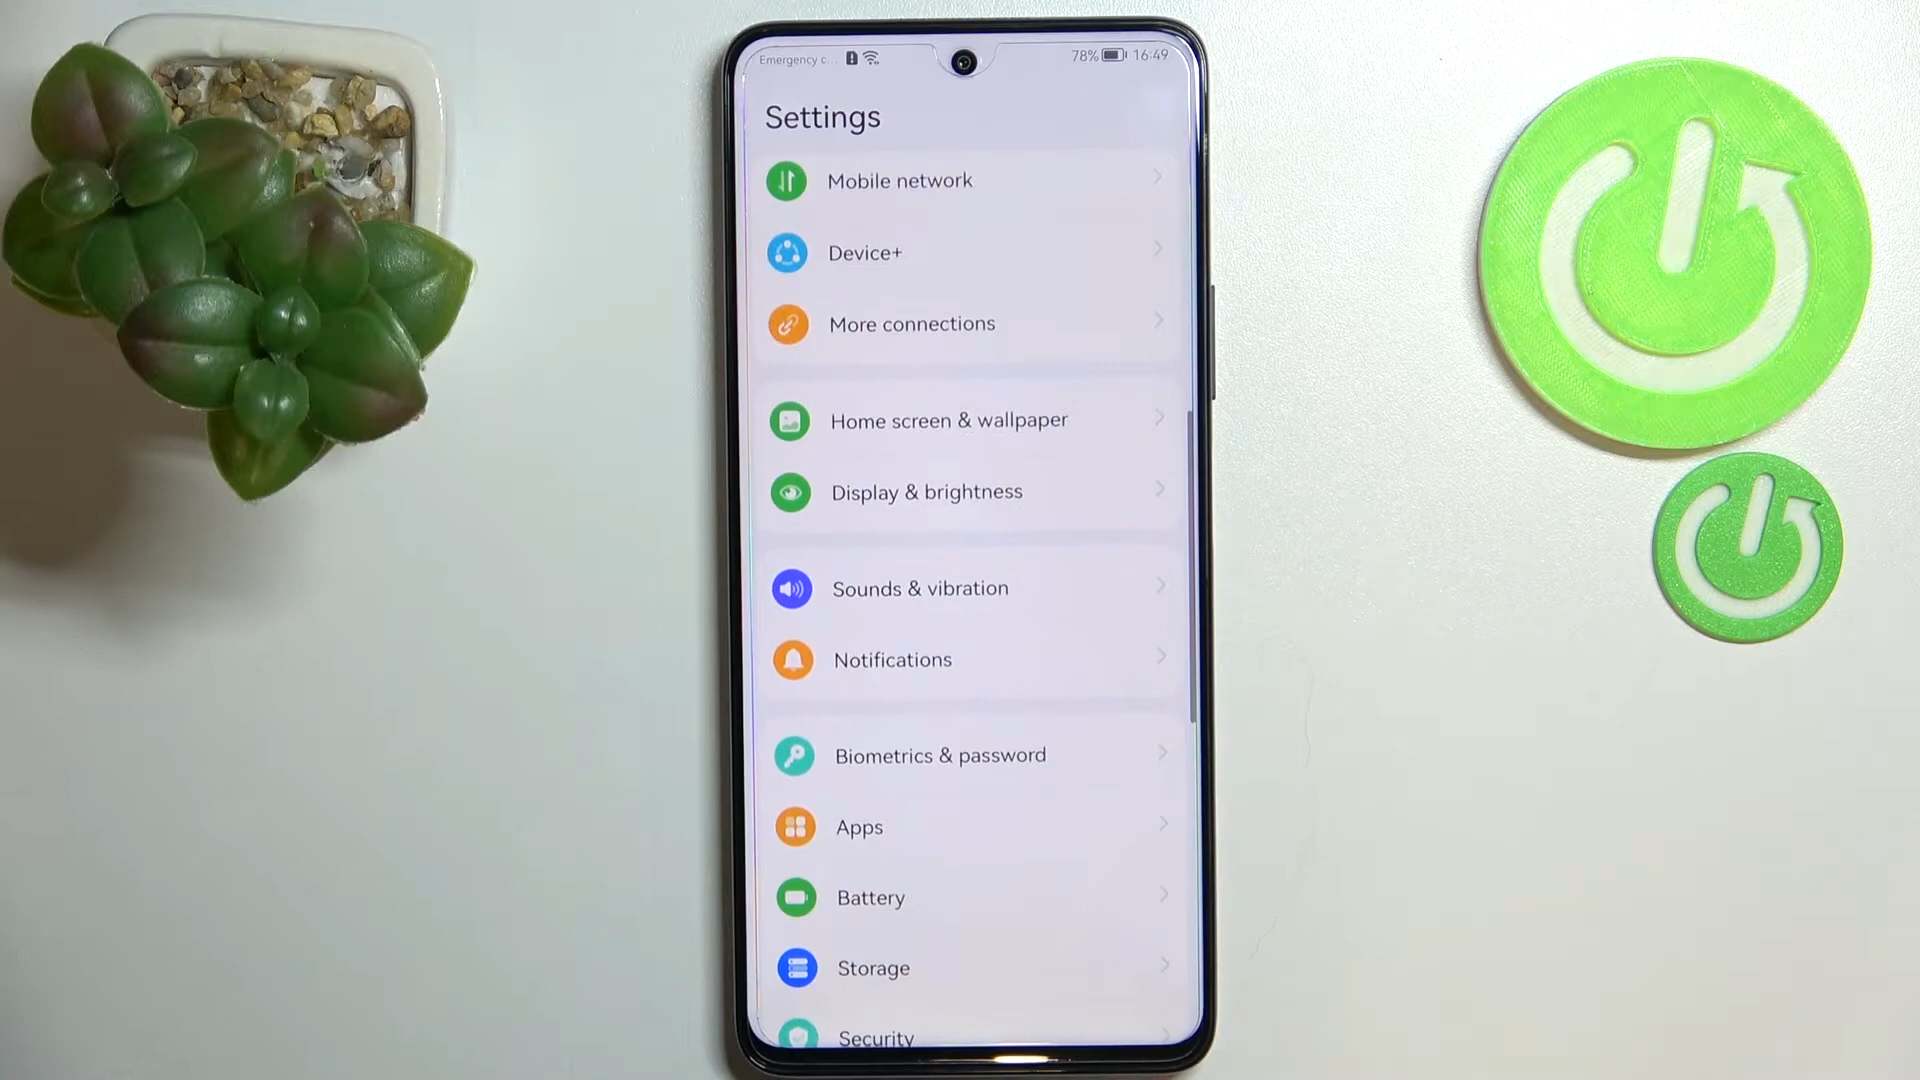 Emergency c...
78% 16:49
Settings
Mobile network
Device+
More connections
Home screen & wallpaper
Display & brightness
Sounds & vibration
Notifications
Biometrics & password
Apps
Battery
Storage
Security